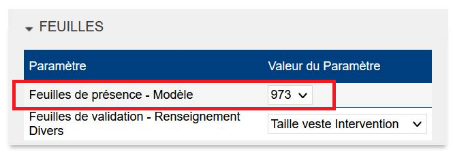 FEUILLES
Paramètre Valeur du Paramètre
Feuilles de présence - Modèle 973
Feuilles de validation - Renseignement Divers Taille veste Intervention